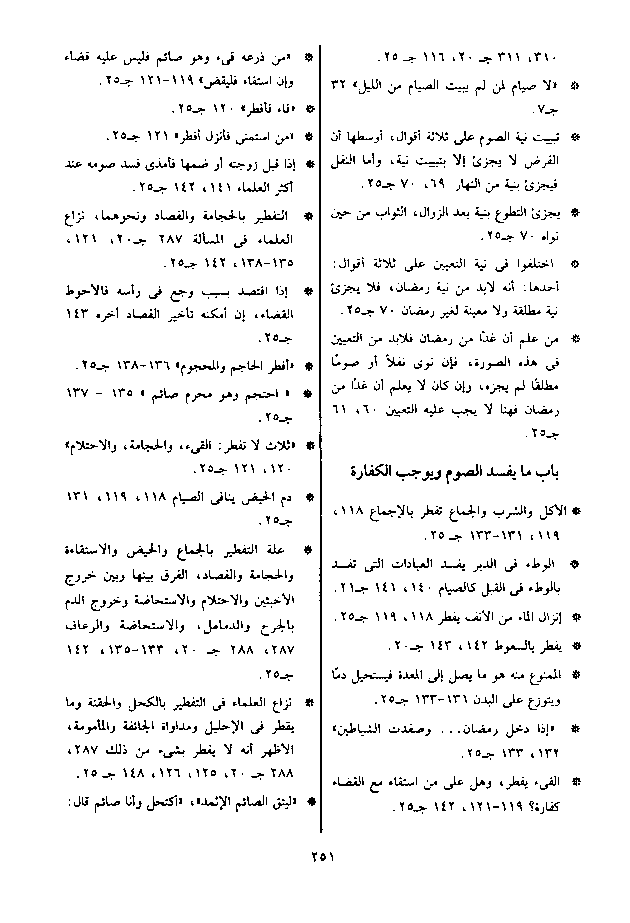 ٣١٠، ٣١١ جـ ٢٠، ١١٦ جـ ٢٥.
* «لا صيام لمن لم يبيت الصيام من الليل» ٣٢
جـ٧.
* تبييت نية الصوم على ثلاثة أقوال، أوسطها أن
الفرض لا يجزئ إلا بتبييت نية، وأما النفل
فيجزئ بنية من النهار ٦٩، ٧٠ جـ٢٥.
* يجزئ التطوع بنية بعد الزوال، الثواب من حين
نواه ٧٠ جـ٢٥.
* اختلفوا فى نية التعيين على ثلاثة أقوال:
أحدها: أنه لابد من نية رمضان، فلا يجزئ
نية مطلقة ولا معينة لغير رمضان ٧٠ جـ٢٥.
* من علم أن غدًا من رمضان فلابد من التعيين
فى هذه الصورة، فإن نوى نفلاً أو صومًا
مطلقًا لم يجزه، وإن كان لا يعلم أن غدًا من
رمضان فهنا لا يجب عليه التعيين ٦٠، ٦١
جـ٢٥.
باب ما يفسد الصوم ويوجب الكفارة
* الأكل والشرب والجماع تفطر بالإجماع ١١٨،
١١٩، ١٣١-١٣٣ جـ ٢٥.
* الوطء فى الدبر يفسد العبادات التى تفسد
بالوطء فى القبل كالصيام ١٤٠، ١٤١ جـ٢١.
* إنزال الماء من الأنف يفطر ١١٨، ١١٩ جـ٢٥.
* يفطر بالسعوط ١٤٢، ١٤٣ جـ٢٠.
* الممنوع منه هو ما يصل إلى المعدة فيستحيل دمًا
ويتوزع على البدن ١٣١-١٣٣ جـ٢٥.
* «إذا دخل رمضان... وصفدت الشياطين»
١٣٢، ١٣٣ جـ٢٥.
* القىء يفطر، وهل على من استقاء مع القضاء
كفارة؟ ١١٩-١٢١، ١٤٢ جـ٢٥.
* «من ذرعه قىء وهو صائم فليس عليه قضاء
وإن استقاء فليقض» ١١٩-١٢١ جـ٢٥.
* «قاء فأفطر» ١٢٠ جـ٢٥.
* «من استمنى فأنزل أفطر» ١٢١ جـ٢٥.
* إذا قبل زوجته أو ضمها فأمذى فسد صومه عند
أكثر العلماء ١٤١، ١٤٢ جـ٢٥.
* التفطير بالحجامة والفصاد ونحوهما، نزاع
العلماء فى المسألة ٢٨٧ جـ٢٠، ١٢١،
١٣٥-١٣٨، ١٤٢ جـ٢٥.
* إذا افتصد بسبب وجع فى رأسه فالأحوط
القضاء، إن أمكنه تأخير الفصاد أخره ١٤٣
جـ٢٥.
* «أفطر الحاجم والمحجوم» ١٣٦-١٣٨ جـ٢٥.
* « احتجم وهو محرم صائم » ١٣٥ - ١٣٧
جـ٢٥.
* «ثلاث لا تفطر: القىء، والحجامة، والاحتلام»
١٢٠، ١٢١ جـ٢٥.
* دم الحيض ينافى الصيام ١١٨، ١١٩، ١٣١
جـ٢٥.
* علة التفطير بالجماع والحيض والاستقاءة
والحجامة والفصاد، الفرق بينها وبين خروج
الأخبثين والاحتلام والاستحاضة وخروج الدم
بالجرح والدمامل، والاستحاضة والرعاف
٢٨٧، ٢٨٨ جـ ٢٠، ١٣٣-١٣٥، ١٤٢
جـ٢٥.
* نزاع العلماء فى التفطير بالكحل والحقنة وما
يقطر فى الإحليل ومداواة الجائفة والمأمومة،
الأظهر أنه لا يفطر بشىء من ذلك ٢٨٧،
٢٨٨ جـ ٢٠، ١٢٥، ١٢٦، ١٤٨ جـ ٢٥.
* «ليتق الصائم الإثمد»، «أكتحل وأنا صائم قال:
٢٥١